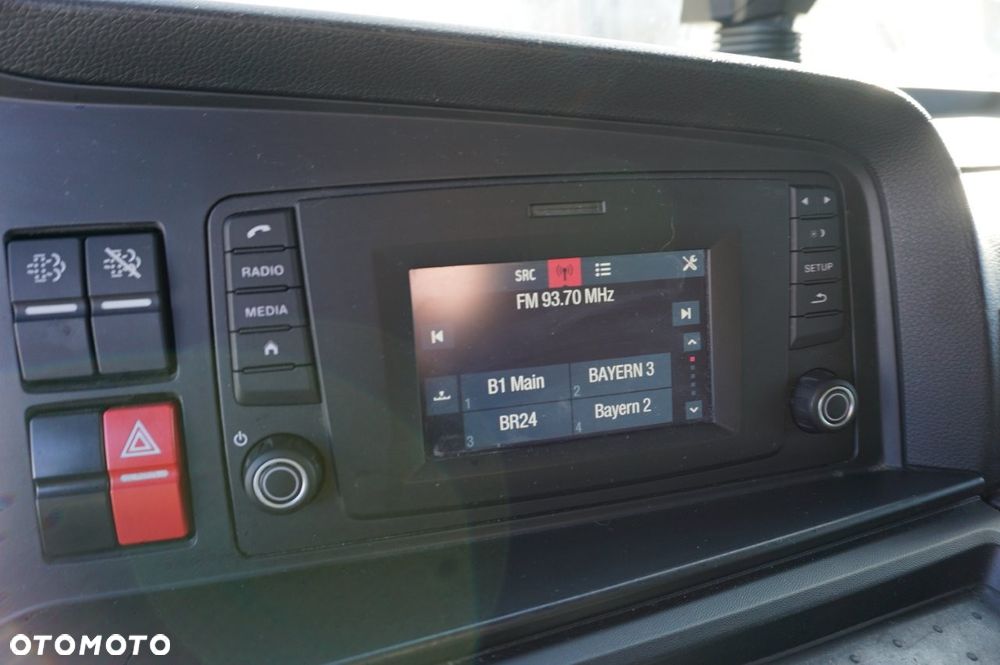 RADIO
MEDIA
SRC
FM 93.70 MHz
1 B1 Main
2 BAYERN 3
3 BR24
4 Bayern 2
SETUP
OTOMOTO